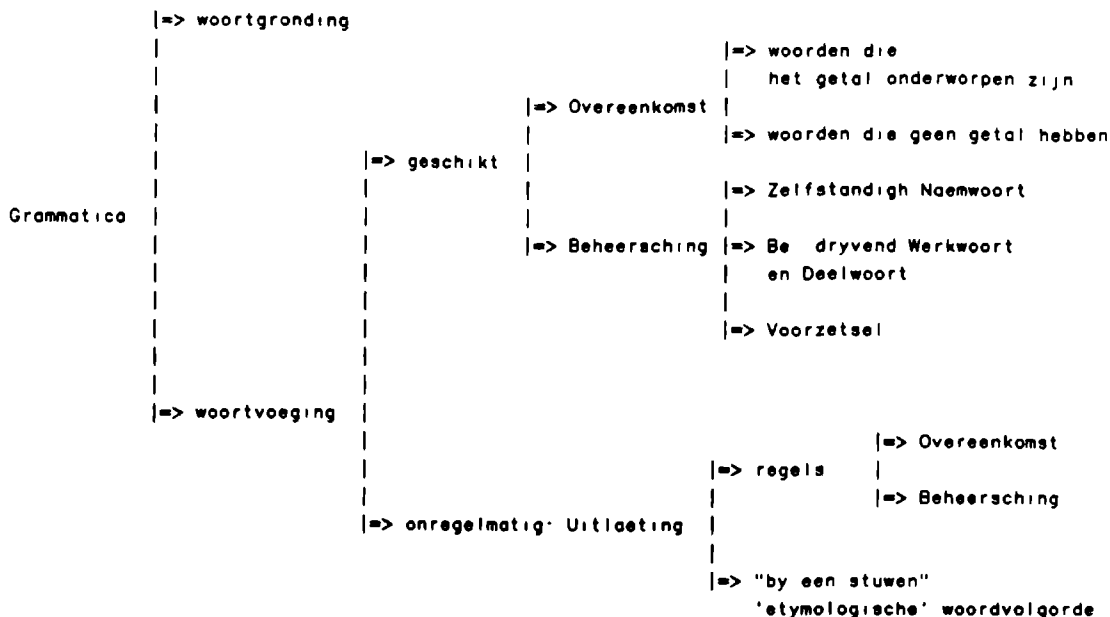 |=> woortgronding
|=> woorden die
het getal onderworpen zijn
|=> Overeenkomst
|=> woorden die geen getal hebben
|=> geschikt
|=> Zelfstandigh Naemwoort
Grammatica
|=> Beheersching
|=> Be dryvend Werkwoort
en Deelwoort
|=> Voorzetsel
|=> woortvoeging
|=> Overeenkomst
|=> regels
|=> Beheersching
|=> onregelmatig· Uitlaeting
|=> "by een stuwen"
'etymologische' woordvolgorde